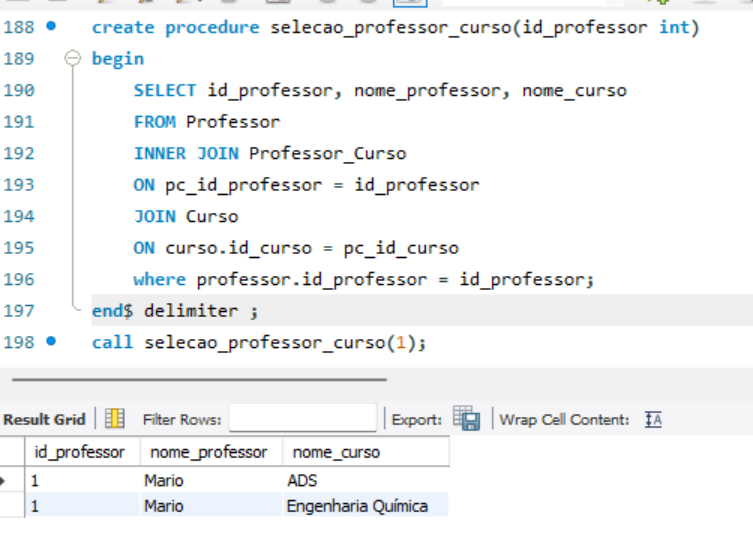 188 create procedure selecao_professor_curso(id_professor int)
189 begin
190 SELECT id_professor, nome_professor, nome_curso
191 FROM Professor
192 INNER JOIN Professor_Curso
193 ON pc_id_professor = id_professor
194 JOIN Curso
195 ON curso.id_curso = pc_id_curso
196 where professor.id_professor = id_professor;
197 end$ delimiter ;
198 call selecao_professor_curso(1);
Result Grid Filter Rows: Export: Wrap Cell Content: IA
id_professor nome_professor nome_curso
1 Mario ADS
1 Mario Engenharia Química